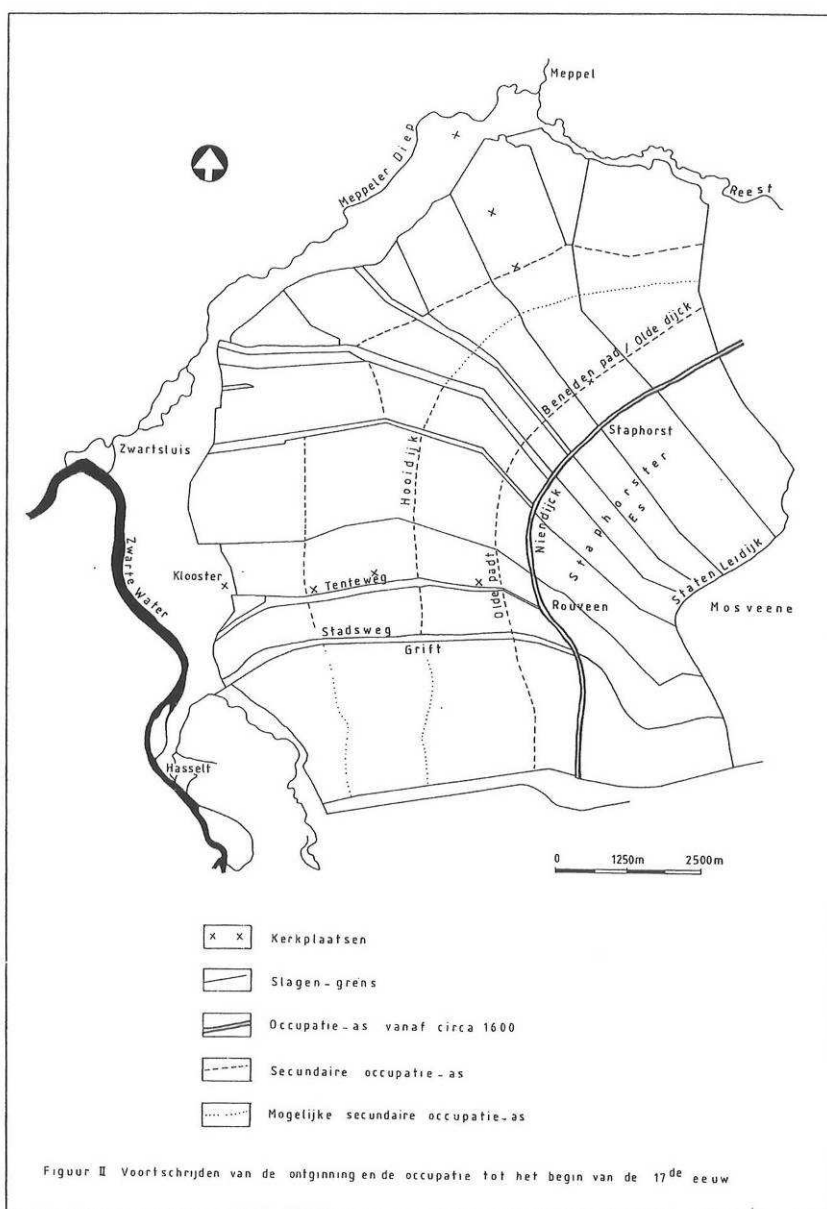 Meppel
Meppeler Diep
Reest
Beneden pad / Olde dijck
Zwartsluis
Hooidijk
Staphorst
Niendijck
Staphorster
Es
Staten Leidijk
Klooster
Tenteweg
Olde padt
Rouveen
Mosveene
Zwarte Water
Stadsweg
Grift
Hasselt
0 1250m 2500m
x x Kerkplaatsen
Slagen-grens
Occupatie-as vanaf circa 1600
Secundaire occupatie-as
Mogelijke secundaire occupatie-as
Figuur II Voortschrijden van de ontginning en de occupatie tot het begin van de 17de eeuw